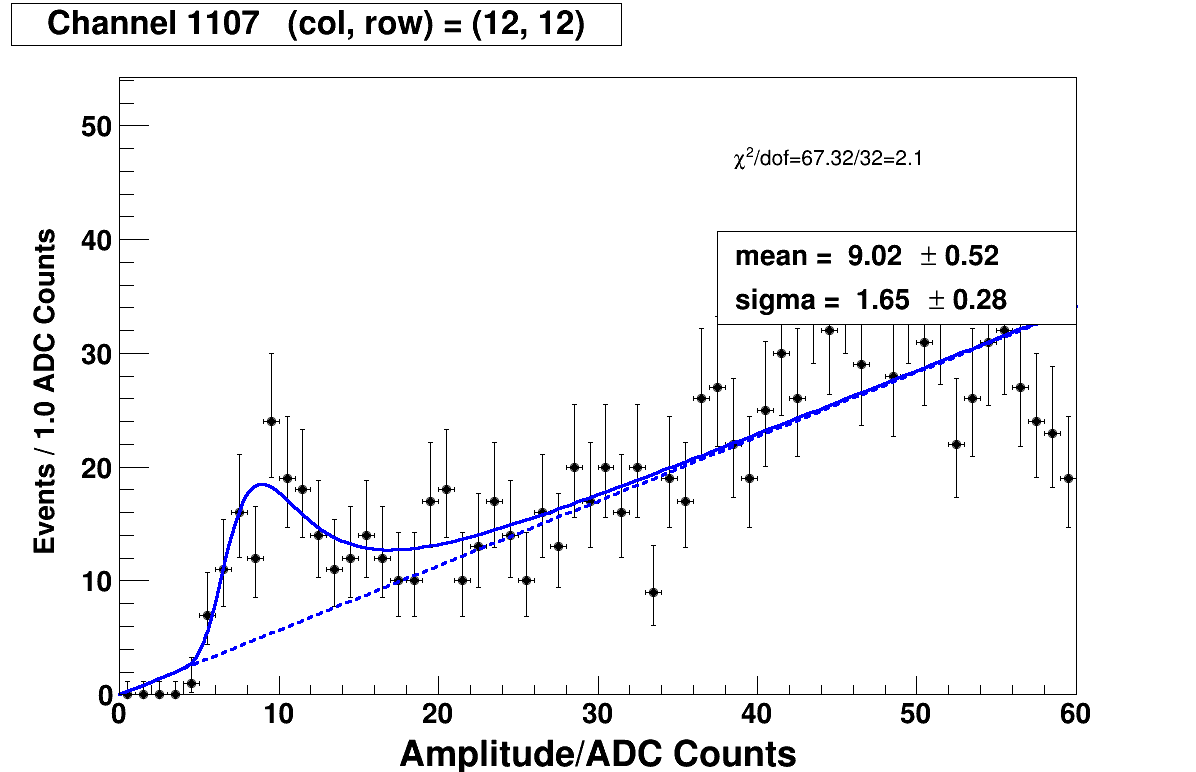 Channel 1107 (col, row) = (12, 12)
Events / 1.0 ADC Counts
50
40
30
20
10
0
χ²/dof=67.32/32=2.1
mean = 9.02 ± 0.52
sigma = 1.65 ± 0.28
0 10 20 30 40 50 60
Amplitude/ADC Counts